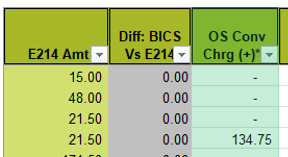 Diff: BICS OS Conv
E214 Amt Vs E214 Chrg (+)*
15.00 0.00 -
48.00 0.00 -
21.50 0.00 -
21.50 0.00 134.75